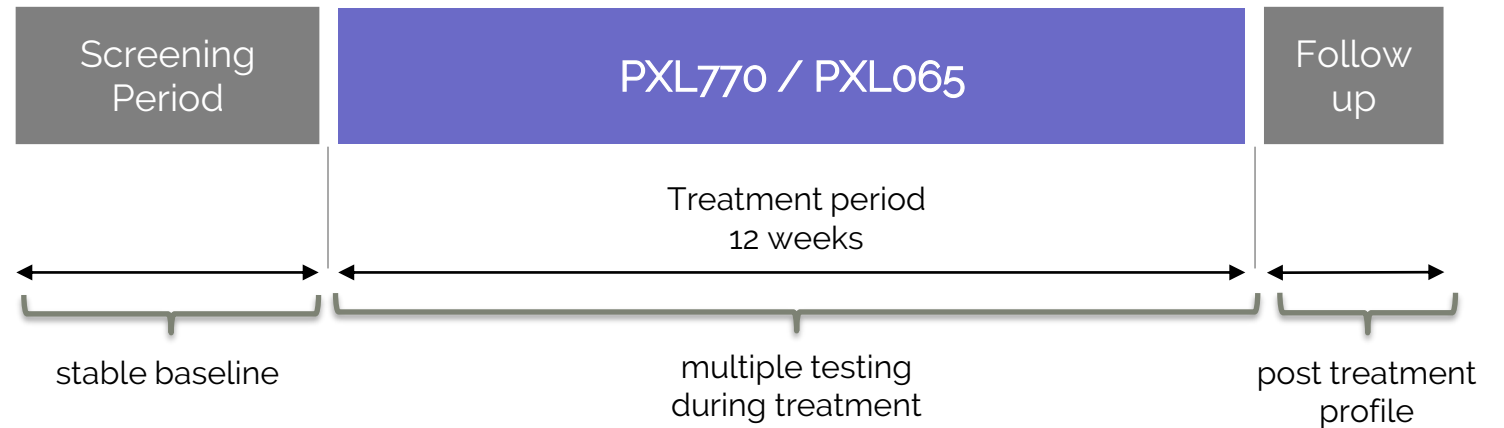 Screening
Period
PXL770 / PXL065
Follow
up
Treatment period
12 weeks
stable baseline
multiple testing
during treatment
post treatment
profile